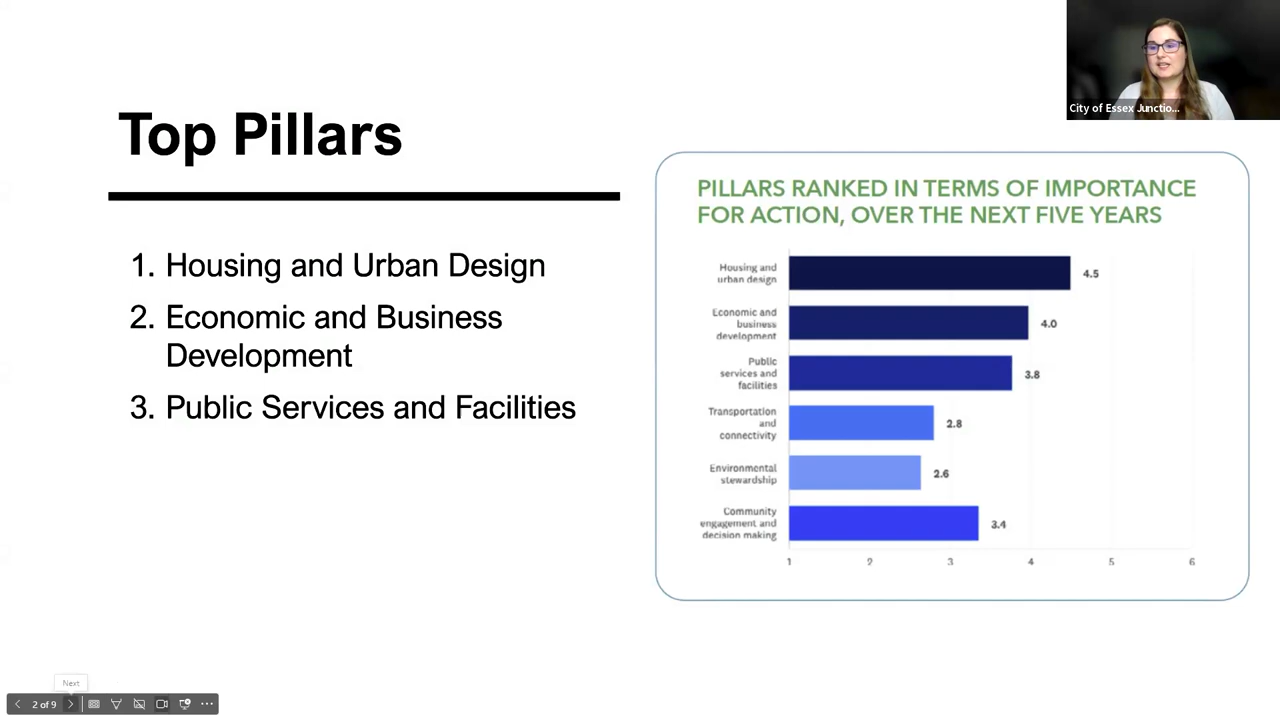 City of Essex Junctio...
Top Pillars
1. Housing and Urban Design
2. Economic and Business
Development
3. Public Services and Facilities
PILLARS RANKED IN TERMS OF IMPORTANCE
FOR ACTION, OVER THE NEXT FIVE YEARS
Housing and
urban design
4.5
Economic and
business
development
4.0
Public
services and
facilities
3.8
Transportation
and
connectivity
2.8
Environmental
stewardship
2.6
Community
engagement and
decision making
3.4
1 2 3 4 5 6
Next
2 of 9